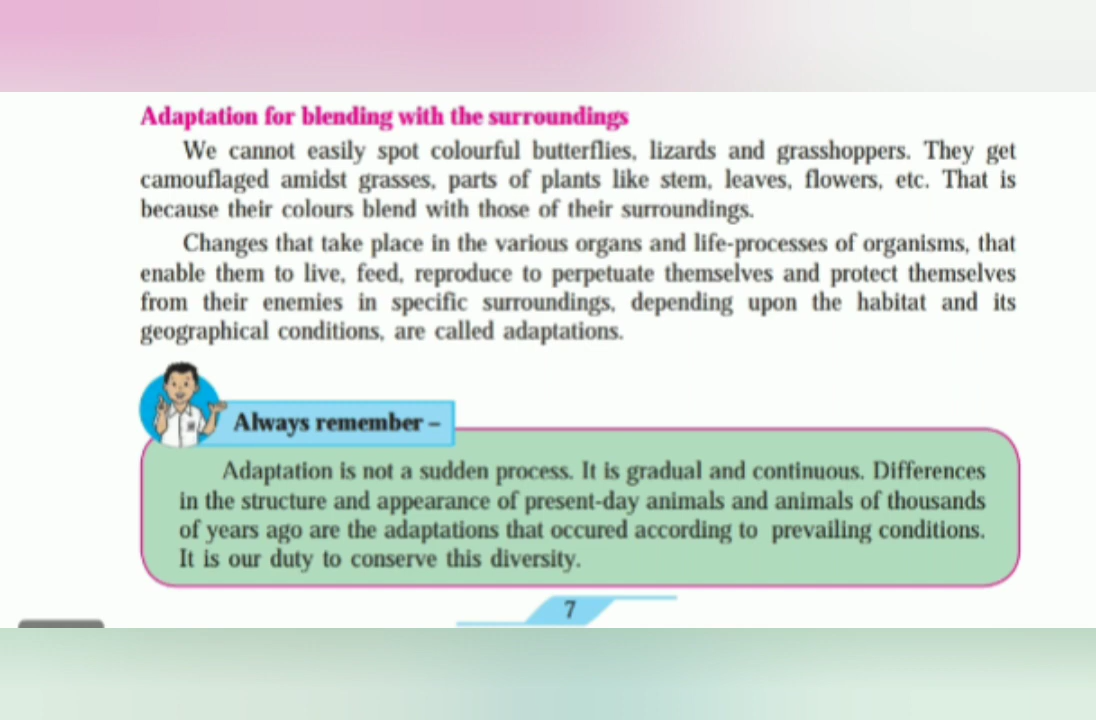 Adaptation for blending with the surroundings
We cannot easily spot colourful butterflies, lizards and grasshoppers. They get
camouflaged amidst grasses, parts of plants like stem, leaves, flowers, etc. That is
because their colours blend with those of their surroundings.
Changes that take place in the various organs and life-processes of organisms, that
enable them to live, feed, reproduce to perpetuate themselves and protect themselves
from their enemies in specific surroundings, depending upon the habitat and its
geographical conditions, are called adaptations.
Always remember –
Adaptation is not a sudden process. It is gradual and continuous. Differences
in the structure and appearance of present-day animals and animals of thousands
of years ago are the adaptations that occured according to prevailing conditions.
It is our duty to conserve this diversity.
7